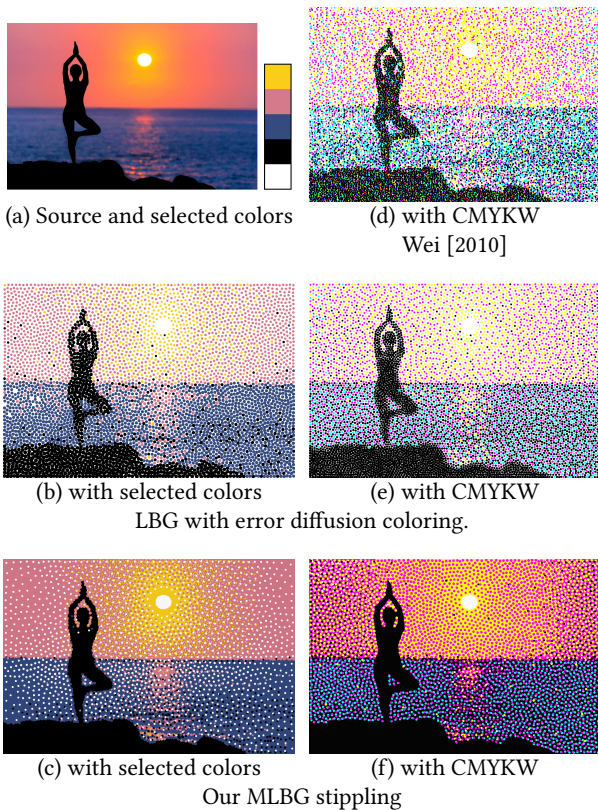 (a) Source and selected colors
(d) with CMYKW
Wei [2010]
(b) with selected colors
(e) with CMYKW
LBG with error diffusion coloring.
(c) with selected colors
(f) with CMYKW
Our MLBG stippling